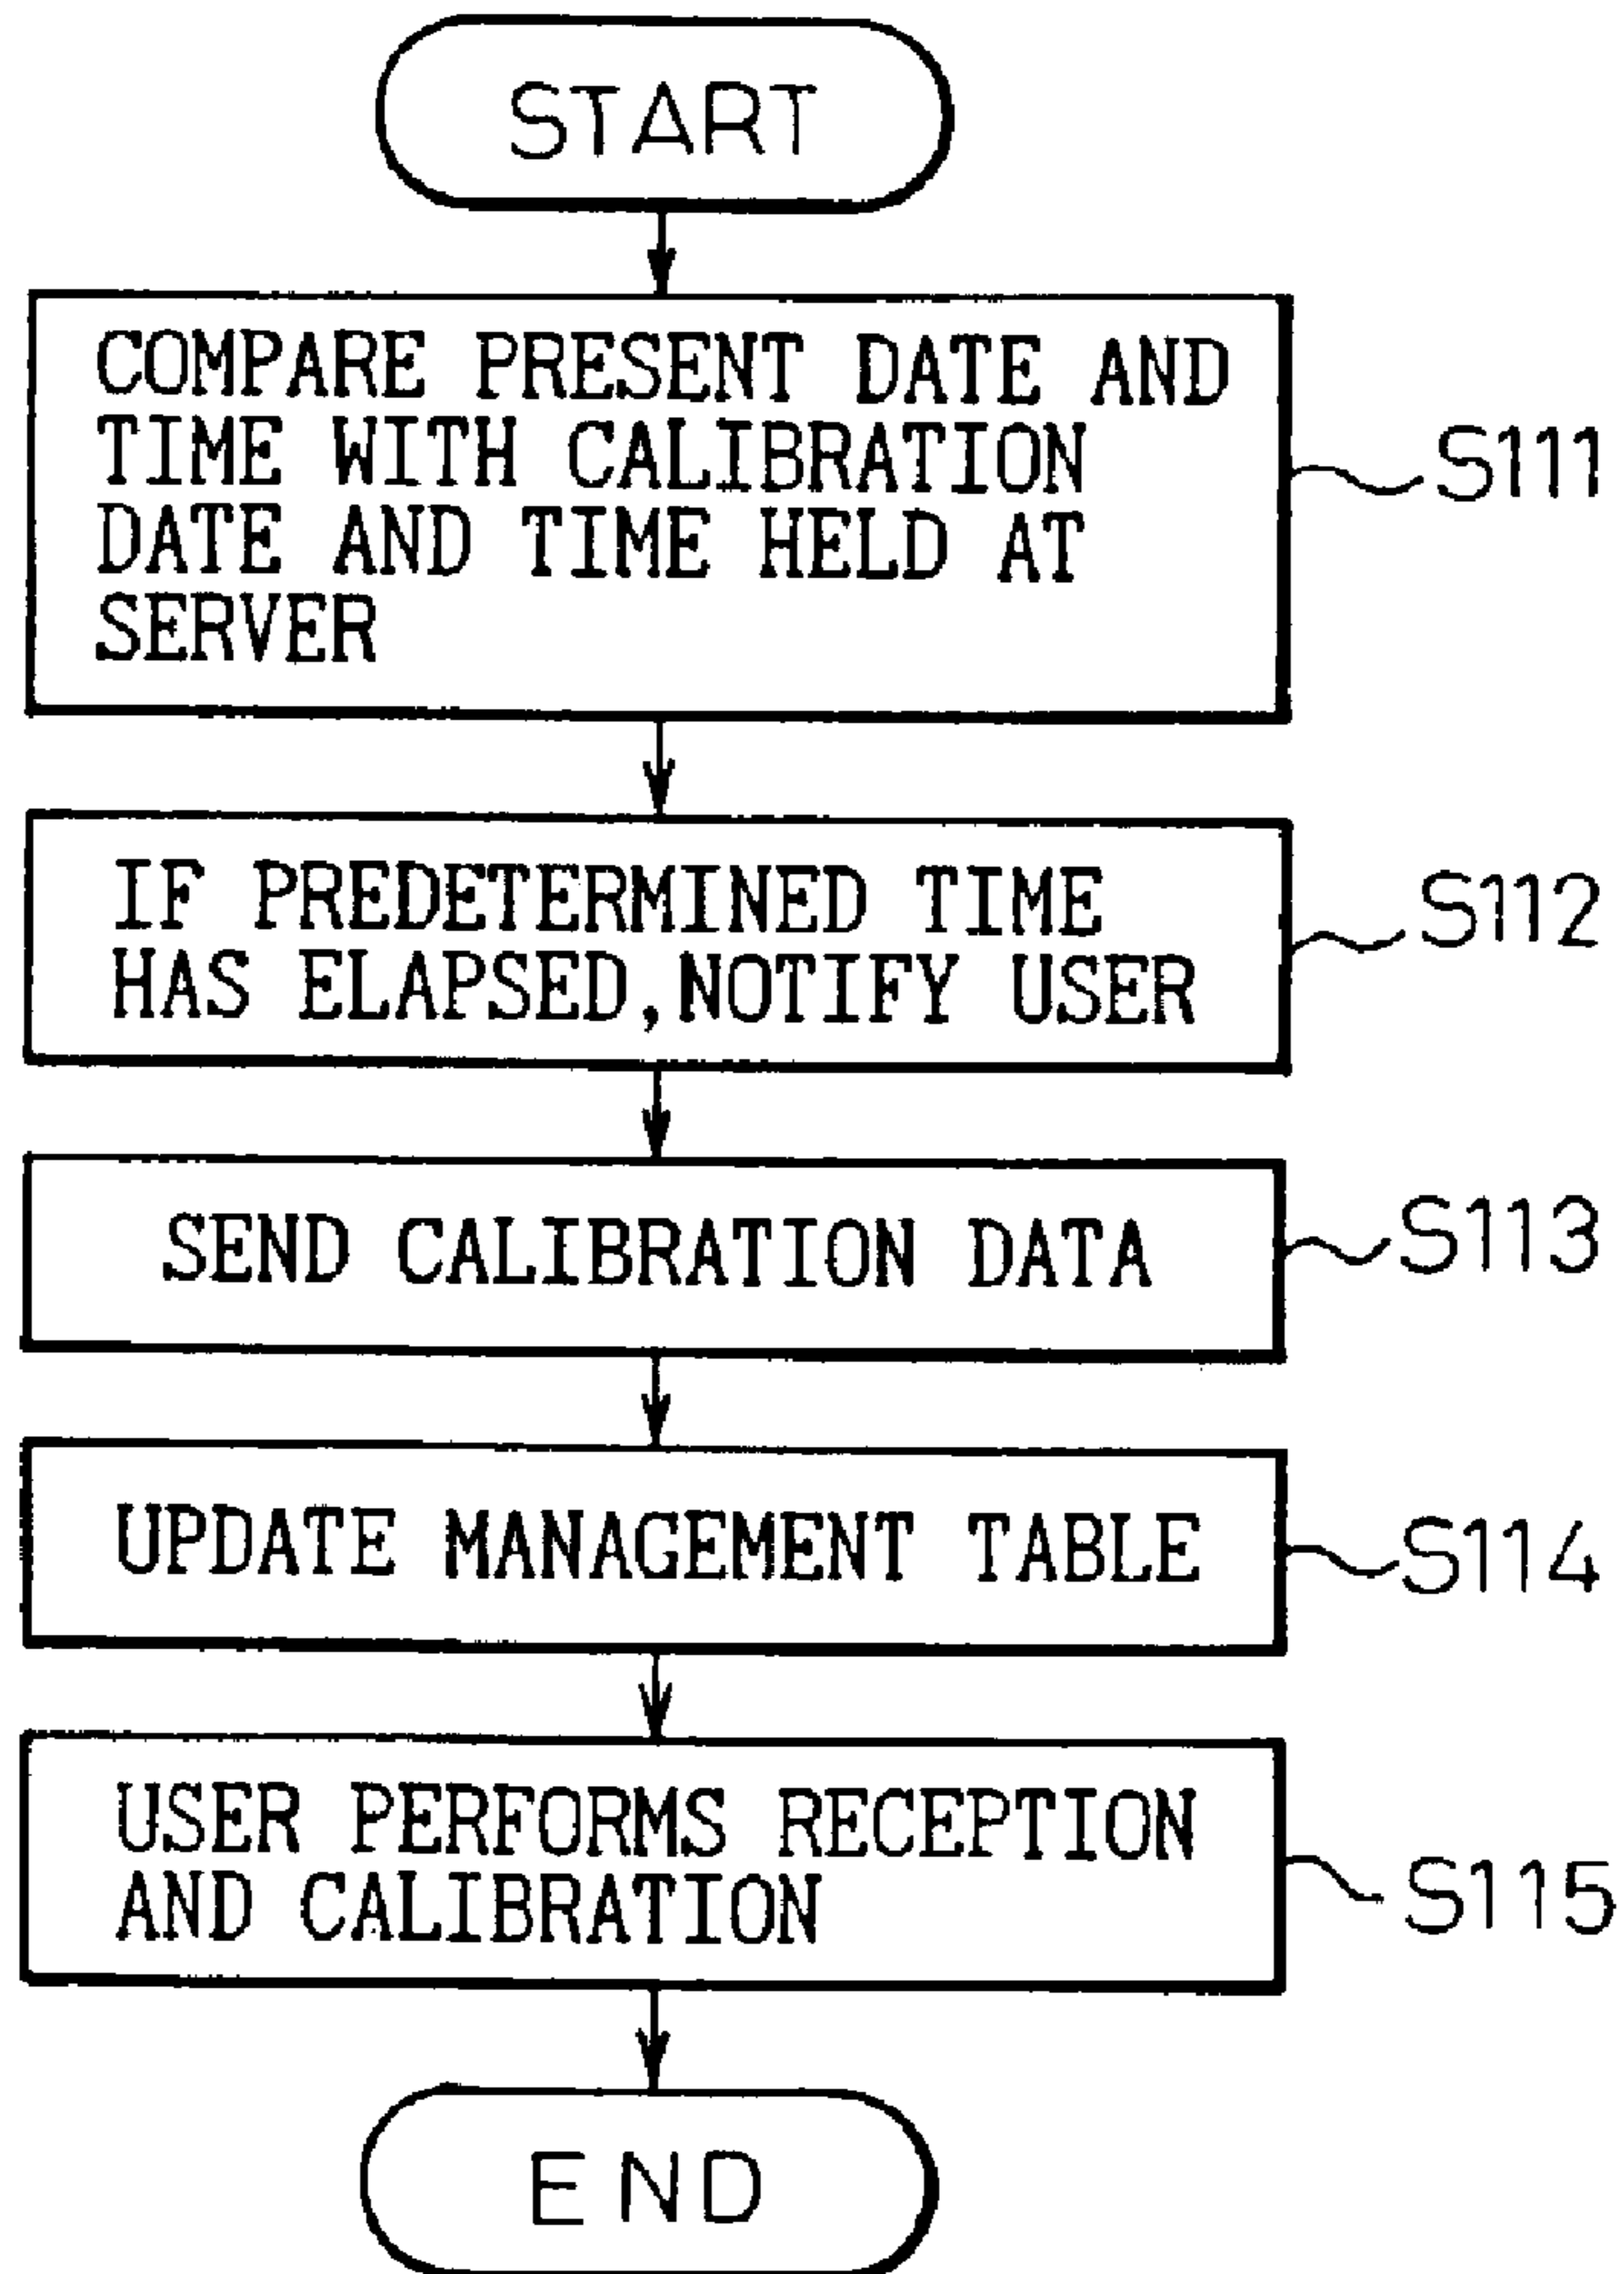 START
COMPARE PRESENT DATE AND
TIME WITH CALIBRATION
DATE AND TIME HELD AT
SERVER
S111
IF PREDETERMINED TIME
HAS ELAPSED, NOTIFY USER
S112
SEND CALIBRATION DATA
S113
UPDATE MANAGEMENT TABLE
S114
USER PERFORMS RECEPTION
AND CALIBRATION
S115
END